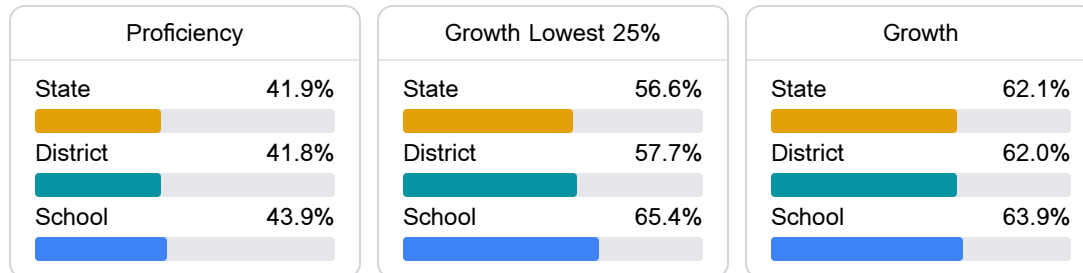 Proficiency
State 41.9%
District 41.8%
School 43.9%
Growth Lowest 25%
State 56.6%
District 57.7%
School 65.4%
Growth
State 62.1%
District 62.0%
School 63.9%